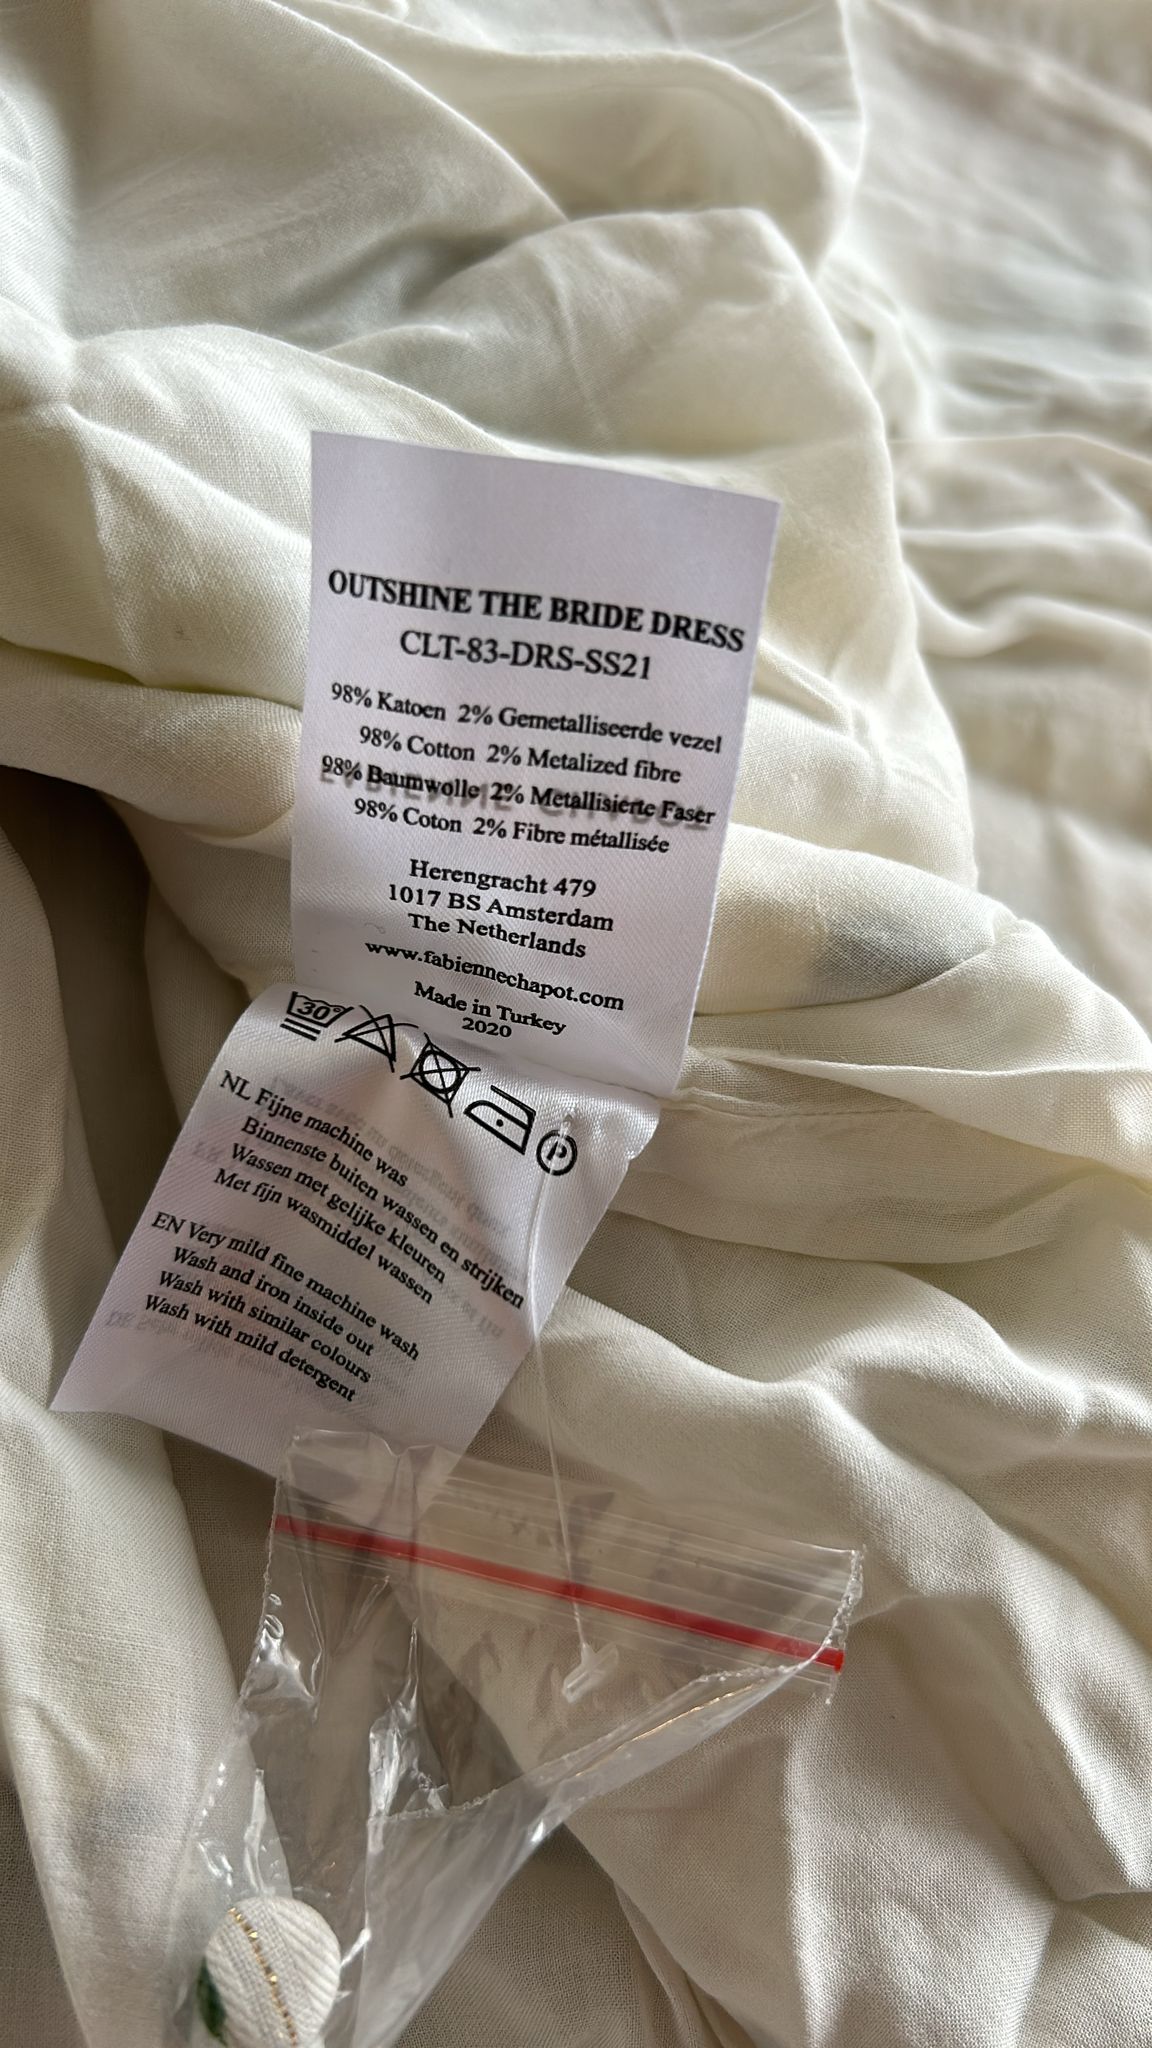 OUTSHINE THE BRIDE DRESS
CLT-83-DRS-SS21
98% Katoen 2% Gemetalliseerde vezel
98% Cotton 2% Metalized fibre
98% Baumwolle 2% Metallisierte Faser
98% Coton 2% Fibre métallisée
Herengracht 479
1017 BS Amsterdam
The Netherlands
www.fabiennechapot.com
Made in Turkey
2020
30°
P
NL Fijne machine was
Binnenste buiten wassen en strijken
Wassen met gelijke kleuren
Met fijn wasmiddel wassen
EN Very mild fine machine wash
Wash and iron inside out
Wash with similar colours
Wash with mild detergent